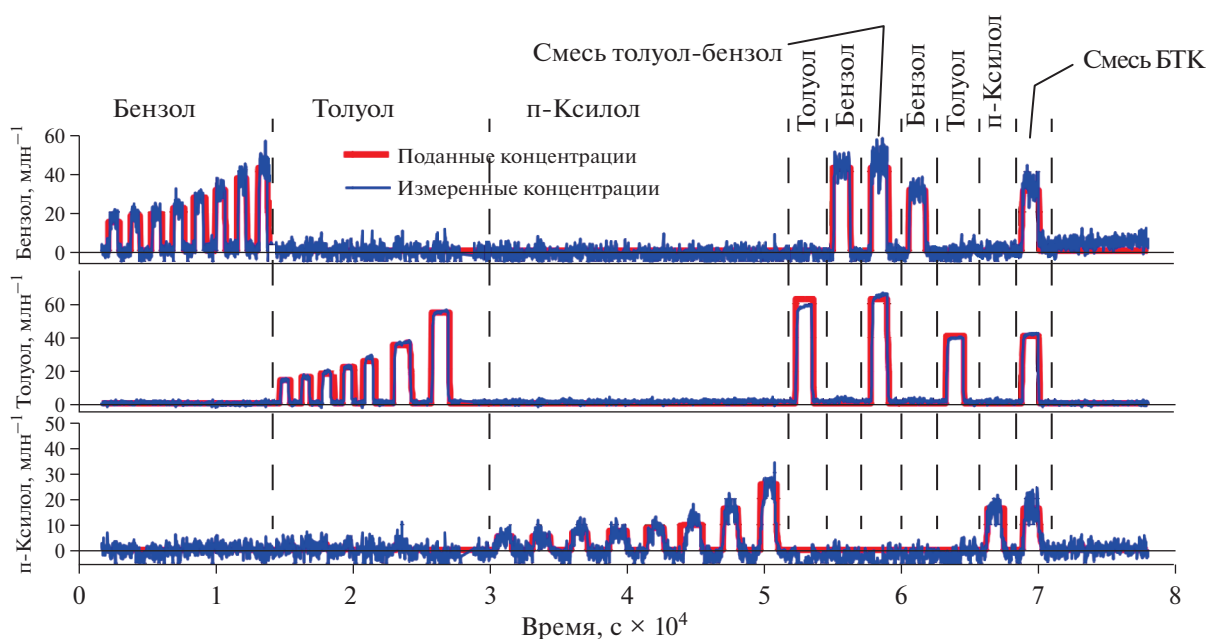 Смесь толуол-бензол
Толуол
Бензол
Бензол
Толуол
п-Ксилол
Смесь БТК
Бензол
Толуол
п-Ксилол
Поданные концентрации
Измеренные концентрации
Бензол, млн⁻¹
60
40
20
0
Толуол, млн⁻¹
60
40
20
0
п-Ксилол, млн⁻¹
50
40
30
20
10
0
0 1 2 3 4 5 6 7 8
Время, с × 10⁴